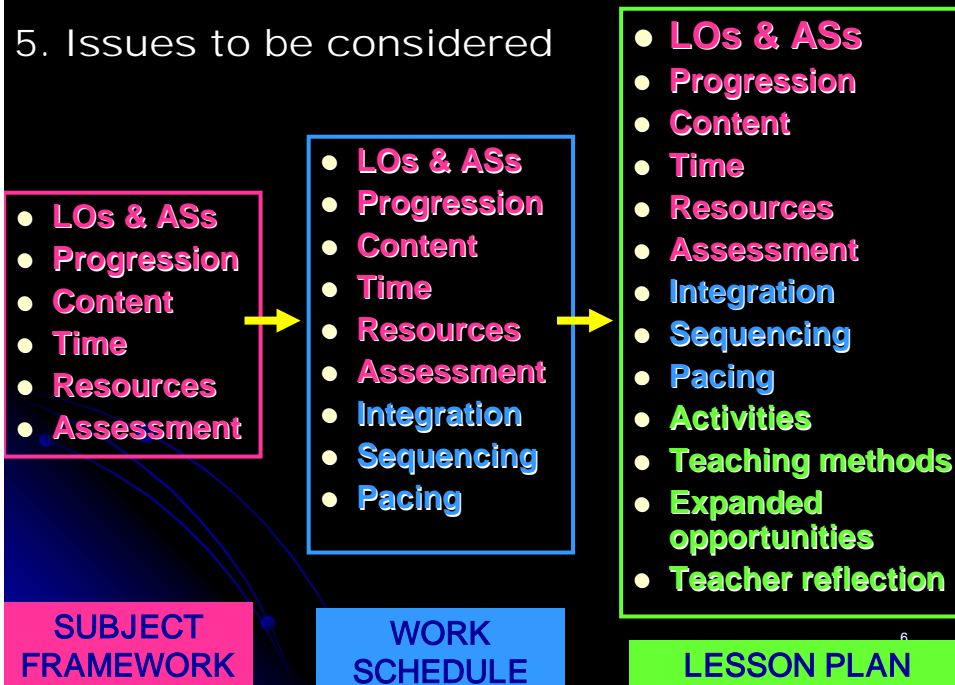 5. Issues to be considered
● LOs & ASs
● Progression
● Content
● Time
● Resources
● Assessment
SUBJECT
FRAMEWORK
● LOs & ASs
● Progression
● Content
● Time
● Resources
● Assessment
● Integration
● Sequencing
● Pacing
WORK
SCHEDULE
● LOs & ASs
● Progression
● Content
● Time
● Resources
● Assessment
● Integration
● Sequencing
● Pacing
● Activities
● Teaching methods
● Expanded
opportunities
● Teacher reflection
6
LESSON PLAN